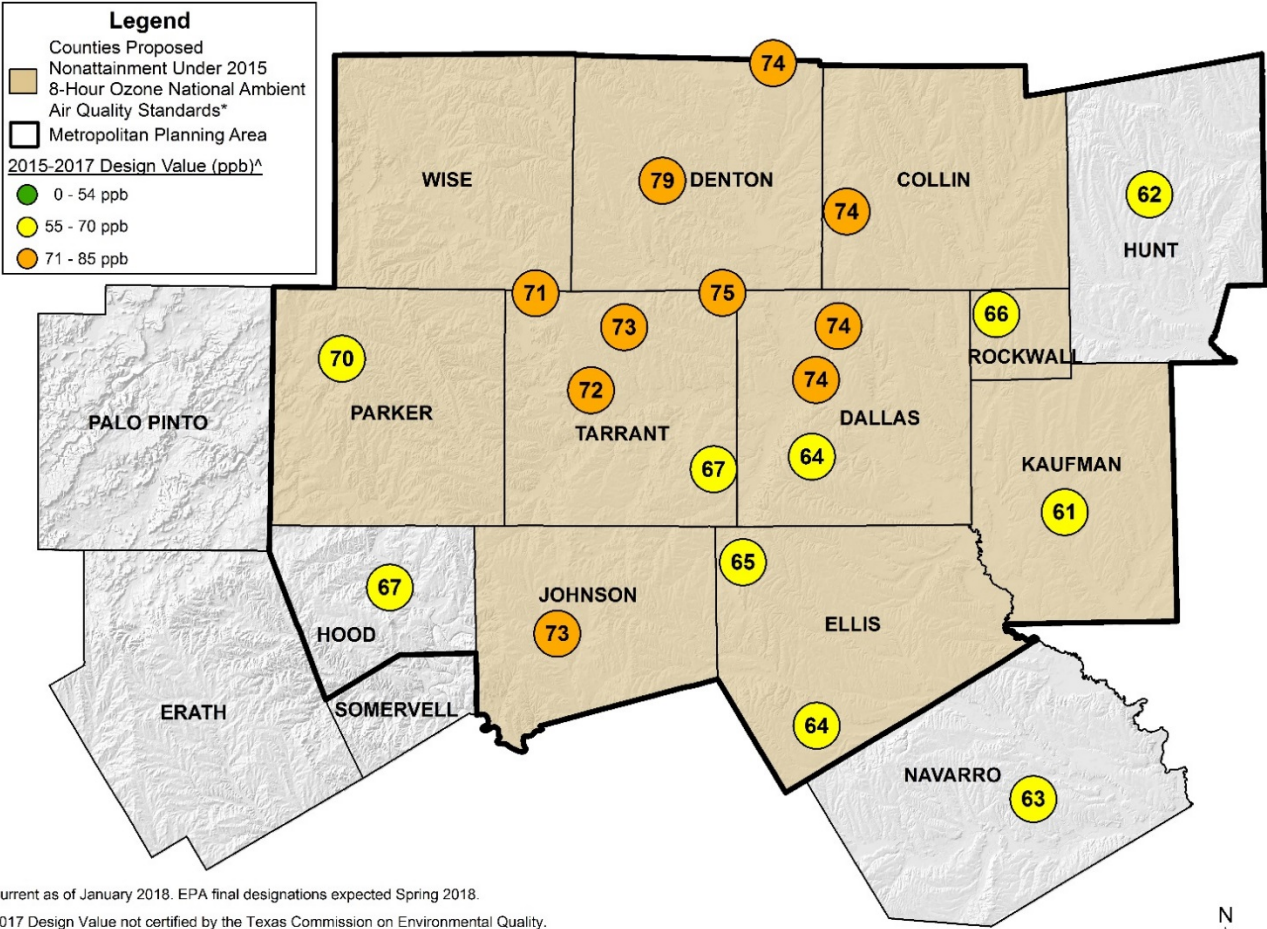 Legend
Counties Proposed
Nonattainment Under 2015
8-Hour Ozone National Ambient
Air Quality Standards*
Metropolitan Planning Area
2015-2017 Design Value (ppb)^
0 - 54 ppb
55 - 70 ppb
71 - 85 ppb
74
WISE
79 DENTON
COLLIN
74
62
HUNT
71
75
73
74
66
ROCKWALL
70
72
74
PARKER
PALO PINTO
TARRANT
DALLAS
67
64
KAUFMAN
61
67
HOOD
JOHNSON
73
65
ELLIS
ERATH
SOMERVELL
64
NAVARRO
63
urrent as of January 2018. EPA final designations expected Spring 2018.
017 Design Value not certified by the Texas Commission on Environmental Quality.
N